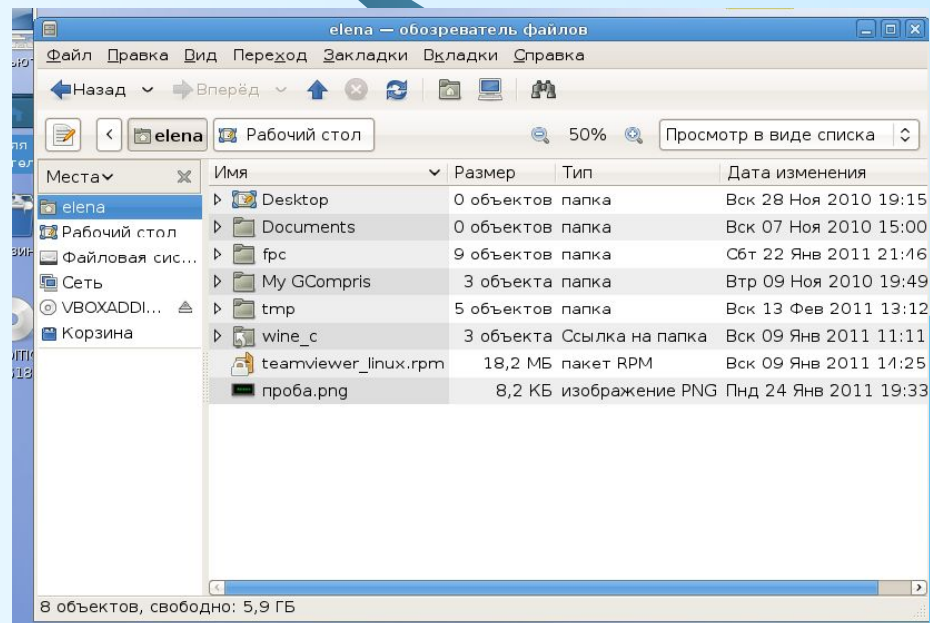 elena — обозреватель файлов
Файл Правка Вид Переход Закладки Вкладки Справка
Назад Вперёд
elena Рабочий стол 50% Просмотр в виде списка
Места Имя Размер Тип Дата изменения
elena
Рабочий стол
Файловая сис...
Сеть
VBOXADDI...
Корзина
Desktop 0 объектов папка Вск 28 Ноя 2010 19:15
Documents 0 объектов папка Вск 07 Ноя 2010 15:00
fpc 9 объектов папка Сбт 22 Янв 2011 21:46
My GCompris 3 объекта папка Втр 09 Ноя 2010 19:49
tmp 5 объектов папка Вск 13 Фев 2011 13:12
wine_c 3 объекта Ссылка на папка Вск 09 Янв 2011 11:11
teamviewer_linux.rpm 18,2 МБ пакет RPM Вск 09 Янв 2011 14:25
проба.png 8,2 КБ изображение PNG Пнд 24 Янв 2011 19:33
8 объектов, свободно: 5,9 ГБ